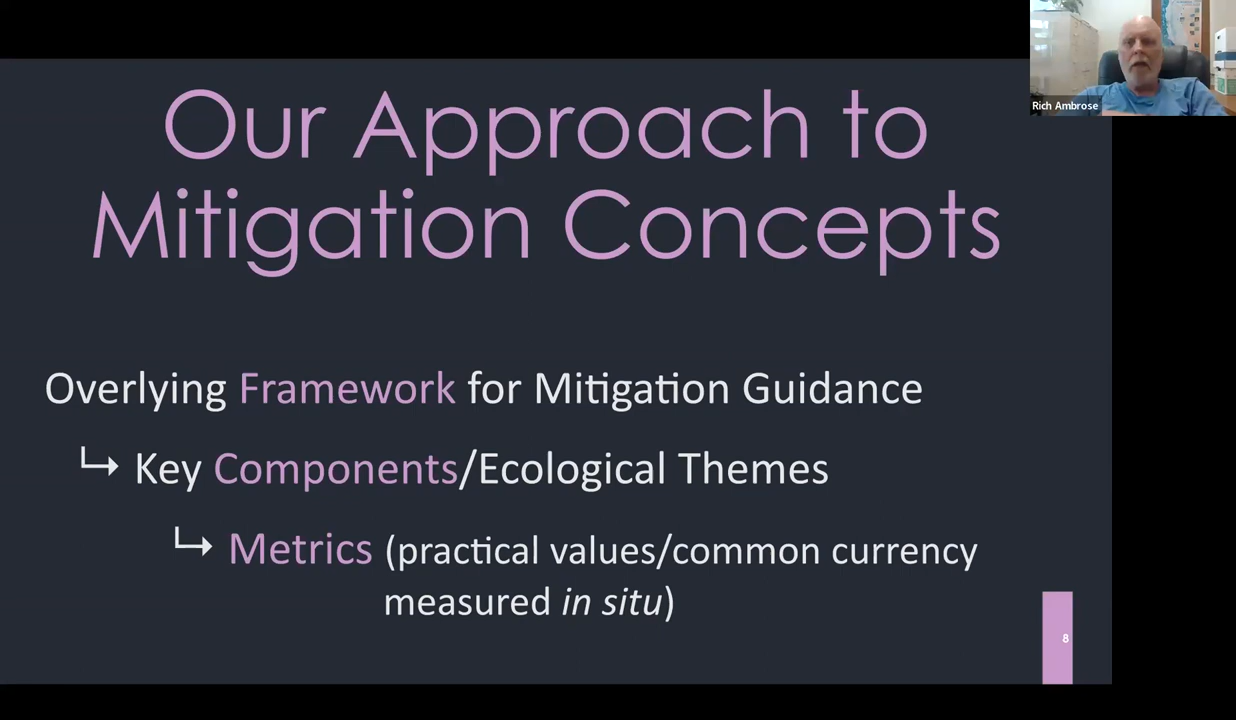 Rich Ambrose
Our Approach to
Mitigation Concepts
Overlying Framework for Mitigation Guidance
↳ Key Components/Ecological Themes
↳ Metrics (practical values/common currency
measured in situ)
8